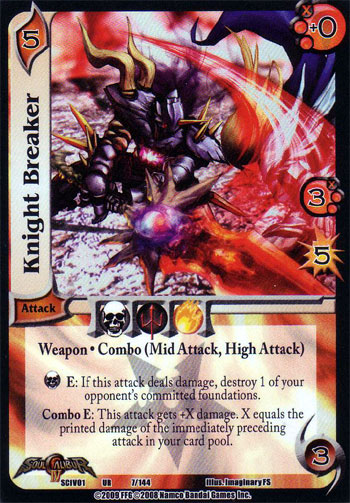 5
+0
Knight Breaker
3
5
Attack
Weapon • Combo (Mid Attack, High Attack)
E: If this attack deals damage, destroy 1 of your
opponent's committed foundations.
Combo E: This attack gets +X damage. X equals the
printed damage of the immediately preceding
attack in your card pool.
SoulCalibur IV
3
SCIV01 UR 7/144 Illus. Imaginary FS
©2009 FFG ©2008 Namco Bandai Games Inc.